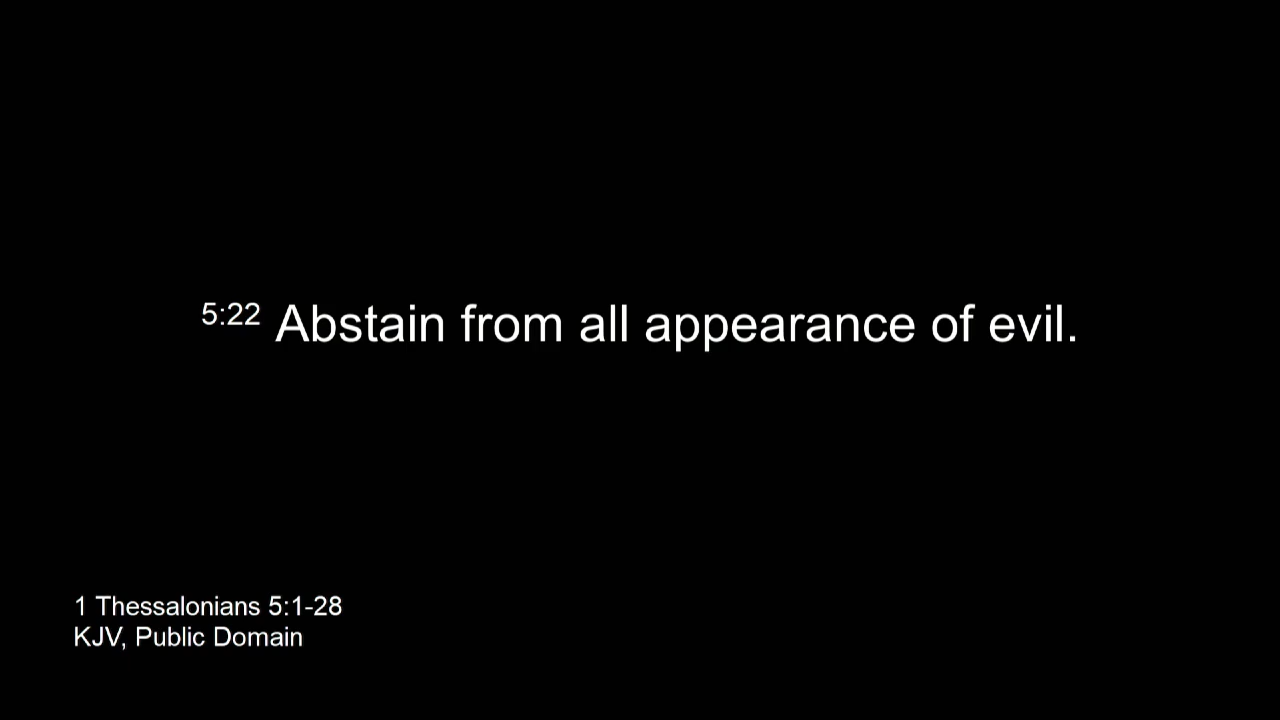 5:22 Abstain from all appearance of evil.
1 Thessalonians 5:1-28
KJV, Public Domain